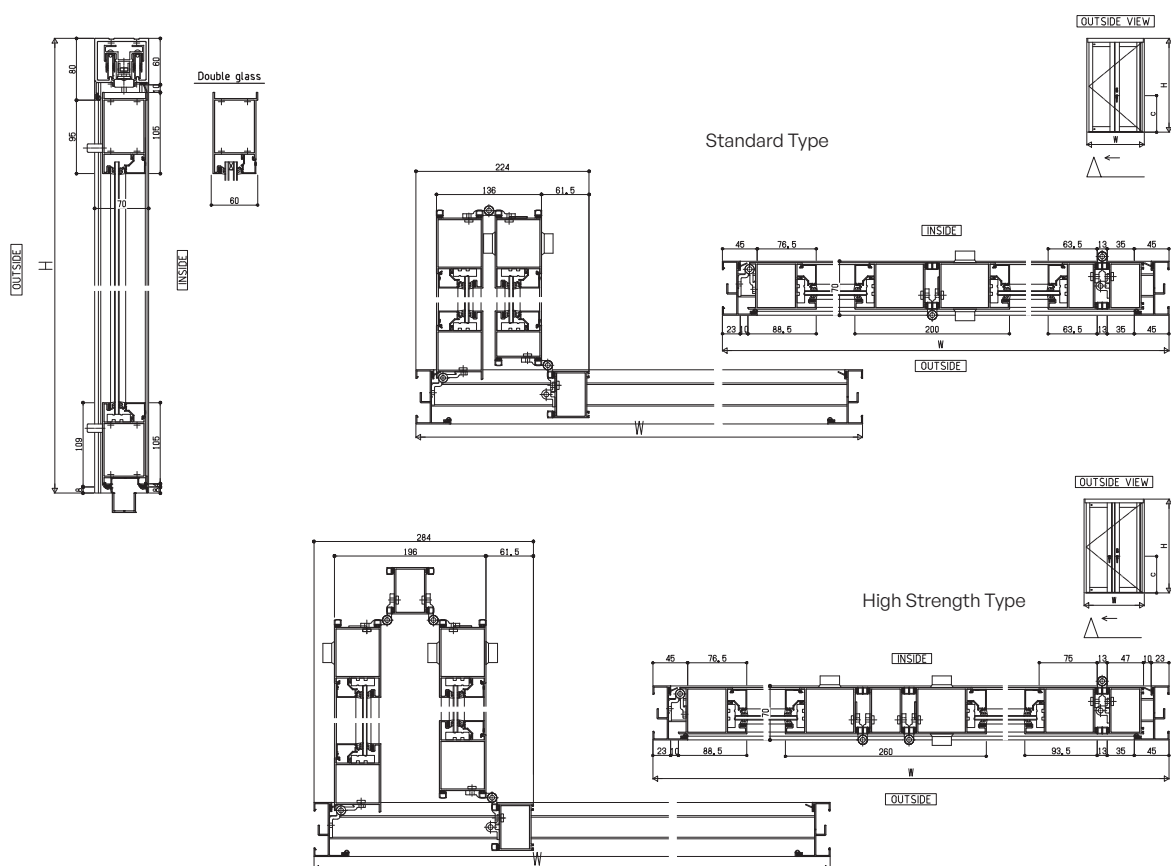 OUTSIDE VIEW
H
C
W
80
60
10
Double glass
95
105
60
70
OUTSIDE
H
INSIDE
109
105
Standard Type
224
136
61.5
W
INSIDE
45
76.5
63.5
13
35
45
70
23
10
88.5
200
63.5
13
35
45
W
OUTSIDE
OUTSIDE VIEW
H
C
W
284
196
61.5
High Strength Type
INSIDE
45
76.5
75
13
47
10
23
70
23
10
88.5
260
93.5
13
35
45
W
OUTSIDE
W